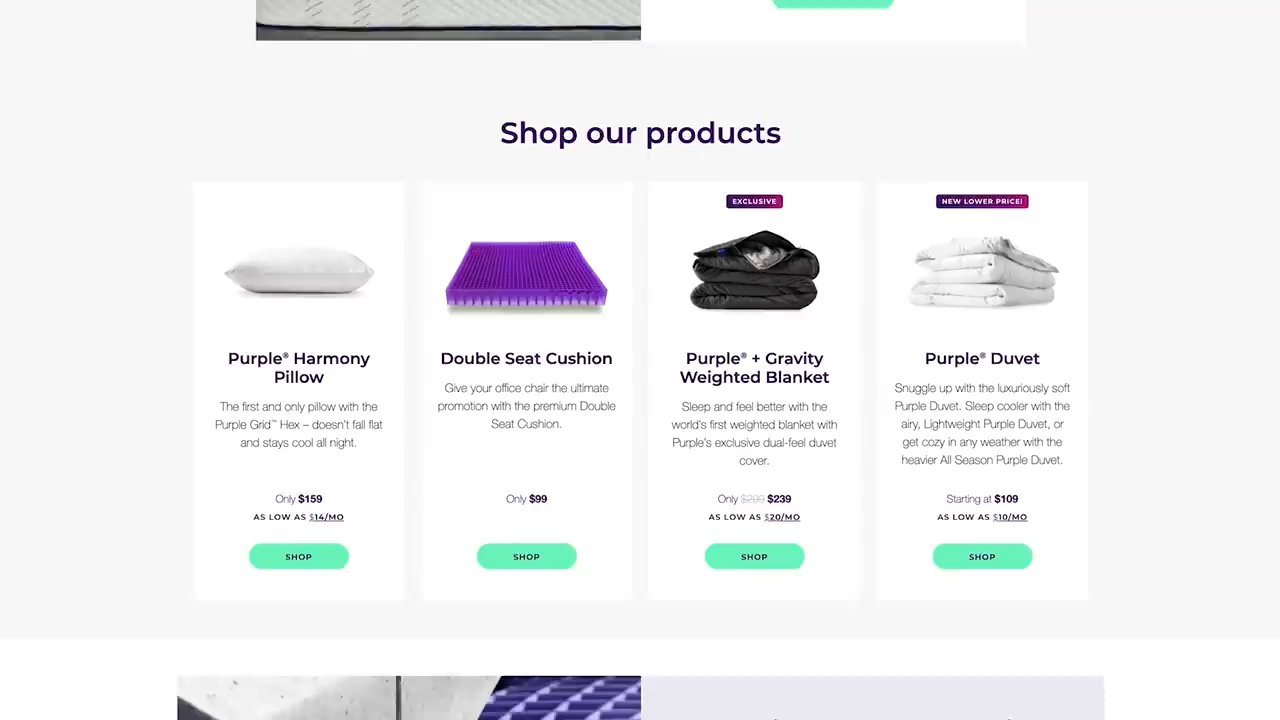 Shop our products
EXCLUSIVE
NEW LOWER PRICE!
Purple® Harmony
Pillow
The first and only pillow with the
Purple Grid™ Hex – doesn't fall flat
and stays cool all night.
Only $159
AS LOW AS $14/MO
SHOP
Double Seat Cushion
Give your office chair the ultimate
promotion with the premium Double
Seat Cushion.
Only $99
SHOP
Purple® + Gravity
Weighted Blanket
Sleep and feel better with the
world's first weighted blanket with
Purple's exclusive dual-feel duvet
cover.
Only $299 $239
AS LOW AS $20/MO
SHOP
Purple® Duvet
Snuggle up with the luxuriously soft
Purple Duvet. Sleep cooler with the
airy, Lightweight Purple Duvet, or
get cozy in any weather with the
heavier All Season Purple Duvet.
Starting at $109
AS LOW AS $10/MO
SHOP